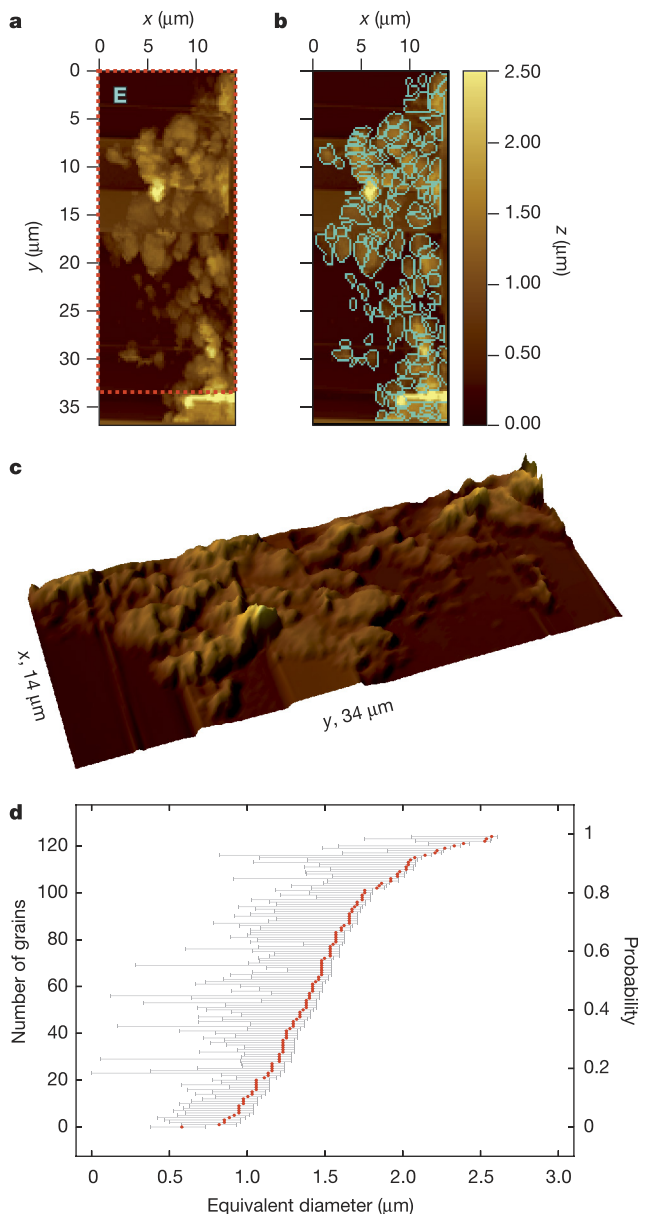 a
x (μm)
0 5 10
E
0
5
10
15
20
25
30
35
y (μm)
b
x (μm)
0 5 10
2.50
2.00
1.50
1.00
0.50
0.00
z (μm)
c
x, 14 μm
y, 34 μm
d
120
100
80
60
40
20
0
Number of grains
1
0.8
0.6
0.4
0.2
0
Probability
0 0.5 1.0 1.5 2.0 2.5 3.0
Equivalent diameter (μm)